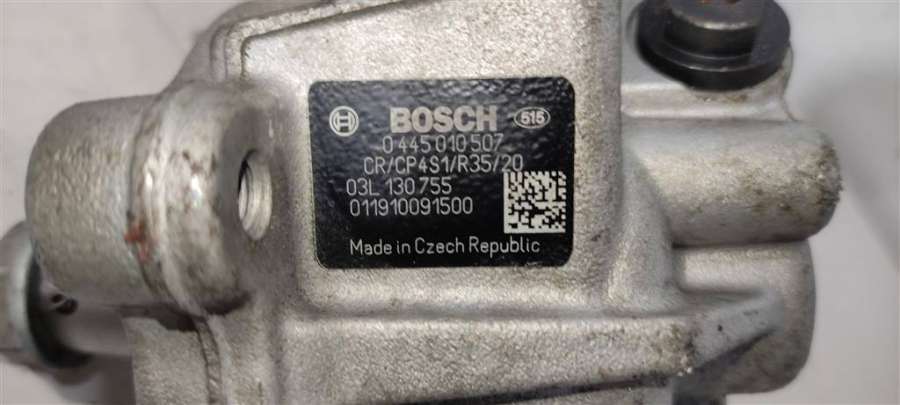 BOSCH 515
0 445 010 507
CR/CP4S1/R35/20
03L 130 755
011910091500
Made in Czech Republic